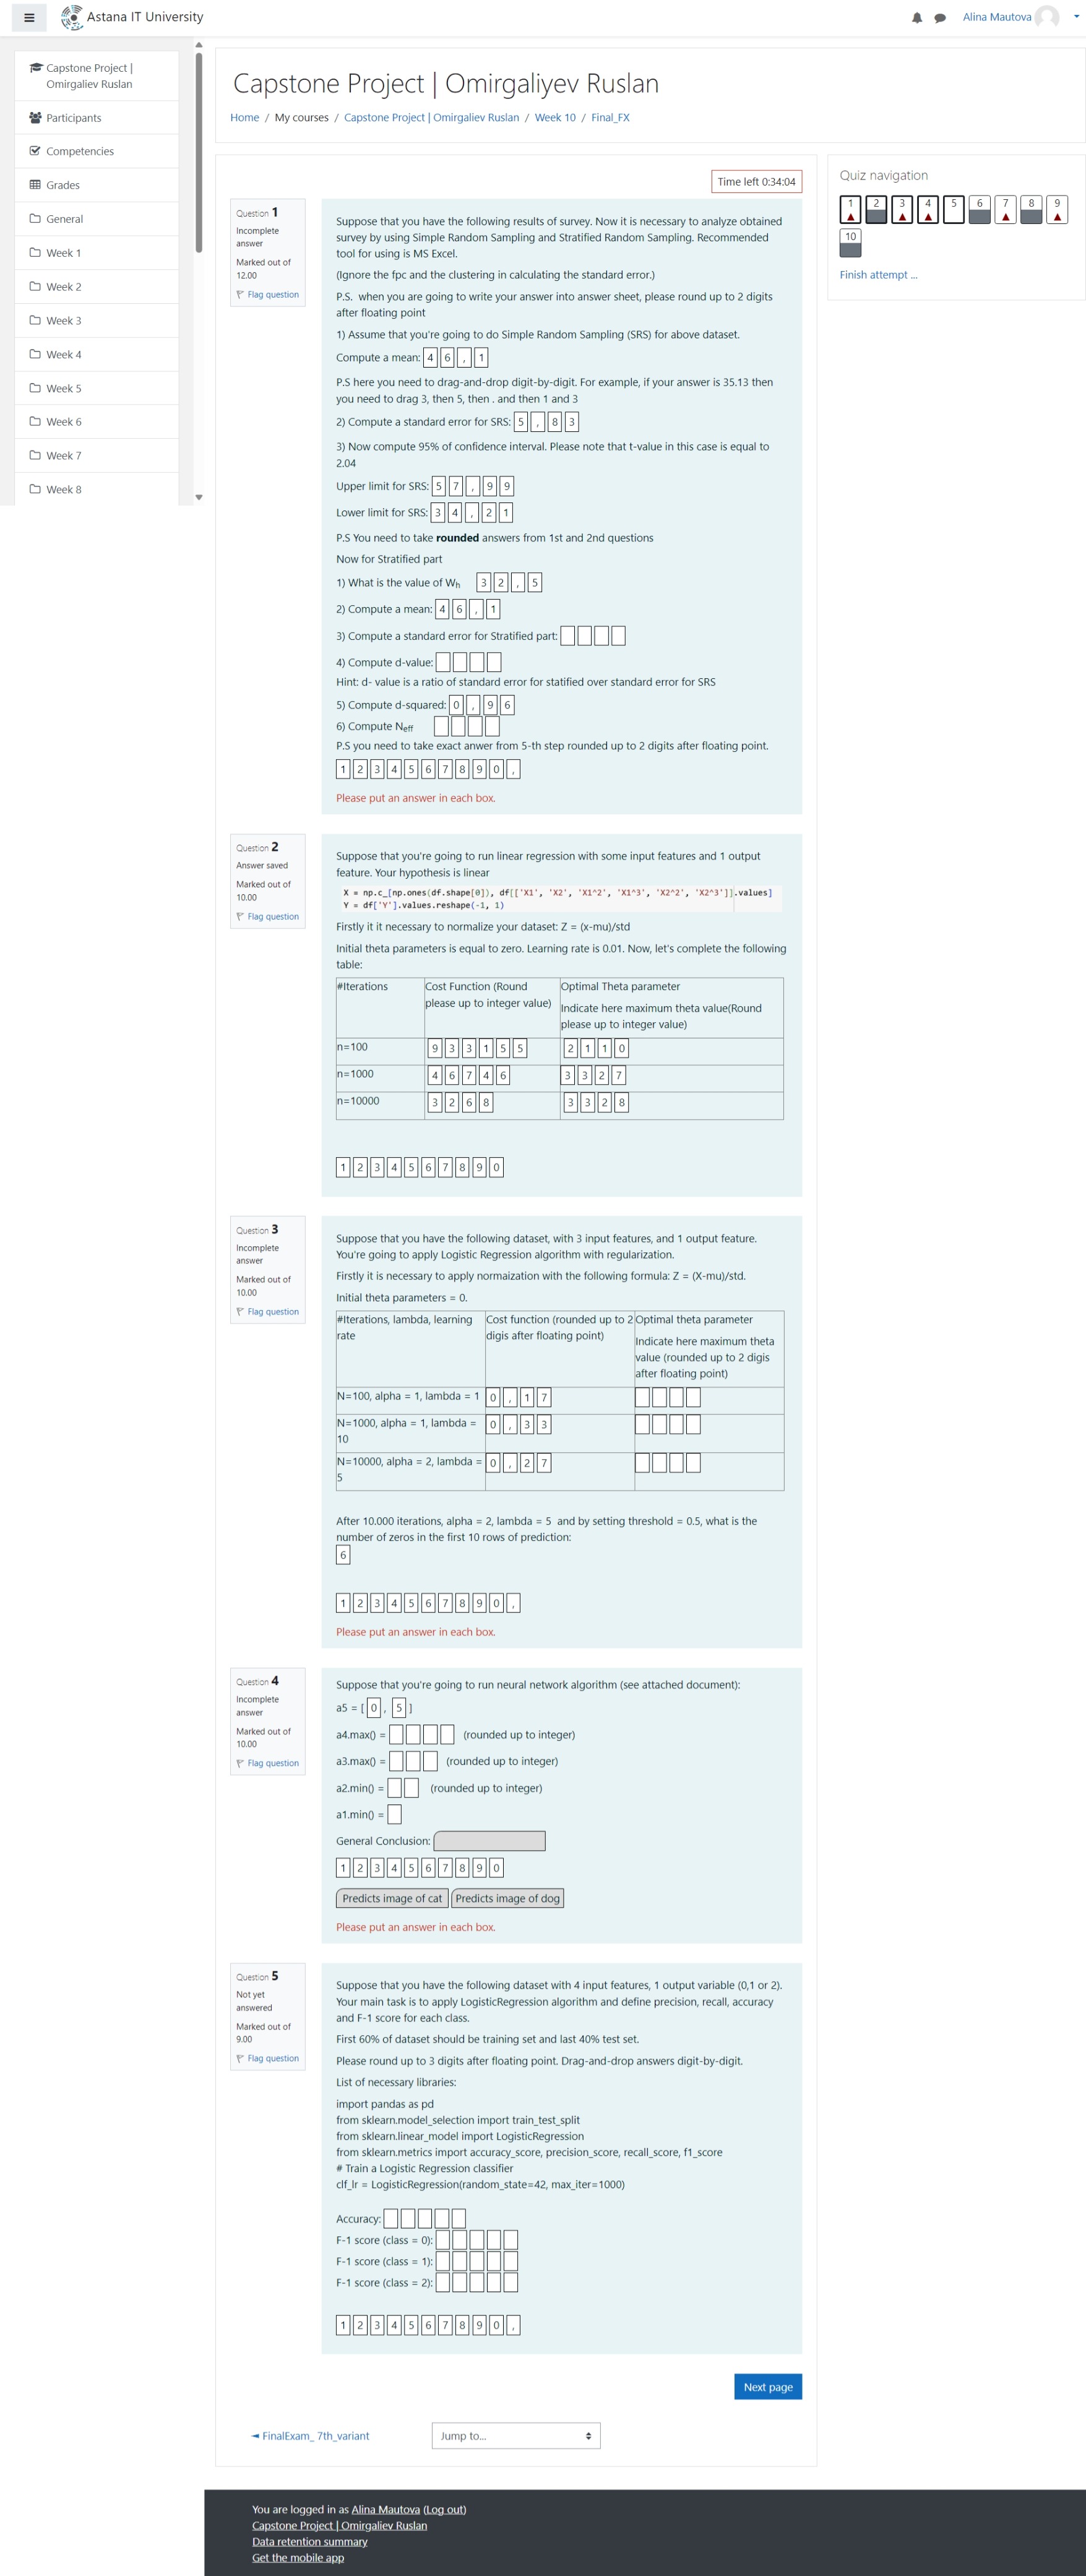 Astana IT University
Alina Mautova
Capstone Project |
Omirgaliev Ruslan
Participants
Competencies
Grades
General
Week 1
Week 2
Week 3
Week 4
Week 5
Week 6
Week 7
Week 8
Capstone Project | Omirgaliyev Ruslan
Home / My courses / Capstone Project | Omirgaliev Ruslan / Week 10 / Final_FX
Time left 0:34:04
Question 1
Incomplete
answer
Marked out of
12.00
Flag question
Suppose that you have the following results of survey. Now it is necessary to analyze obtained
survey by using Simple Random Sampling and Stratified Random Sampling. Recommended
tool for using is MS Excel.
(Ignore the fpc and the clustering in calculating the standard error.)
P.S. when you are going to write your answer into answer sheet, please round up to 2 digits
after floating point
1) Assume that you're going to do Simple Random Sampling (SRS) for above dataset.
Compute a mean: 4 6 , 1
P.S here you need to drag-and-drop digit-by-digit. For example, if your answer is 35.13 then
you need to drag 3, then 5, then . and then 1 and 3
2) Compute a standard error for SRS: 5 , 8 3
3) Now compute 95% of confidence interval. Please note that t-value in this case is equal to
2.04
Upper limit for SRS: 5 7 , 9 9
Lower limit for SRS: 3 4 , 2 1
P.S You need to take rounded answers from 1st and 2nd questions
Now for Stratified part
1) What is the value of Wh 3 2 , 5
2) Compute a mean: 4 6 , 1
3) Compute a standard error for Stratified part:
4) Compute d-value:
Hint: d- value is a ratio of standard error for statified over standard error for SRS
5) Compute d-squared: 0 , 9 6
6) Compute Neff
P.S you need to take exact anwer from 5-th step rounded up to 2 digits after floating point.
1 2 3 4 5 6 7 8 9 0 ,
Please put an answer in each box.
Question 2
Answer saved
Marked out of
10.00
Flag question
Suppose that you're going to run linear regression with some input features and 1 output
feature. Your hypothesis is linear
X = np.c_[np.ones(df.shape[0]), df[['X1', 'X2', 'X1^2', 'X1^3', 'X2^2', 'X2^3']].values]
Y = df['Y'].values.reshape(-1, 1)
Firstly it it necessary to normalize your dataset: Z = (x-mu)/std
Initial theta parameters is equal to zero. Learning rate is 0.01. Now, let's complete the following
table:
#Iterations
Cost Function (Round
please up to integer value)
Optimal Theta parameter
Indicate here maximum theta value(Round
please up to integer value)
n=100 9 3 3 1 5 5 2 1 1 0
n=1000 4 6 7 4 6 3 3 2 7
n=10000 3 2 6 8 3 3 2 8
1 2 3 4 5 6 7 8 9 0
Question 3
Incomplete
answer
Marked out of
10.00
Flag question
Suppose that you have the following dataset, with 3 input features, and 1 output feature.
You're going to apply Logistic Regression algorithm with regularization.
Firstly it is necessary to apply normaization with the following formula: Z = (X-mu)/std.
Initial theta parameters = 0.
#Iterations, lambda, learning
rate
Cost function (rounded up to 2
digis after floating point)
Optimal theta parameter
Indicate here maximum theta
value (rounded up to 2 digis
after floating point)
N=100, alpha = 1, lambda = 1 0 , 1 7
N=1000, alpha = 1, lambda = 0 , 3 3
10
N=10000, alpha = 2, lambda = 0 , 2 7
5
After 10.000 iterations, alpha = 2, lambda = 5 and by setting threshold = 0.5, what is the
number of zeros in the first 10 rows of prediction:
6
1 2 3 4 5 6 7 8 9 0 ,
Please put an answer in each box.
Question 4
Incomplete
answer
Marked out of
10.00
Flag question
Suppose that you're going to run neural network algorithm (see attached document):
a5 = [ 0 , 5 ]
a4.max() = (rounded up to integer)
a3.max() = (rounded up to integer)
a2.min() = (rounded up to integer)
a1.min() =
General Conclusion:
1 2 3 4 5 6 7 8 9 0
Predicts image of cat Predicts image of dog
Please put an answer in each box.
Question 5
Not yet
answered
Marked out of
9.00
Flag question
Suppose that you have the following dataset with 4 input features, 1 output variable (0,1 or 2).
Your main task is to apply LogisticRegression algorithm and define precision, recall, accuracy
and F-1 score for each class.
First 60% of dataset should be training set and last 40% test set.
Please round up to 3 digits after floating point. Drag-and-drop answers digit-by-digit.
List of necessary libraries:
import pandas as pd
from sklearn.model_selection import train_test_split
from sklearn.linear_model import LogisticRegression
from sklearn.metrics import accuracy_score, precision_score, recall_score, f1_score
# Train a Logistic Regression classifier
clf_lr = LogisticRegression(random_state=42, max_iter=1000)
Accuracy:
F-1 score (class = 0):
F-1 score (class = 1):
F-1 score (class = 2):
1 2 3 4 5 6 7 8 9 0 ,
Next page
◄ FinalExam_ 7th_variant
Jump to...
Quiz navigation
1 2 3 4 5 6 7 8 9
10
Finish attempt ...
You are logged in as Alina Mautova (Log out)
Capstone Project | Omirgaliev Ruslan
Data retention summary
Get the mobile app